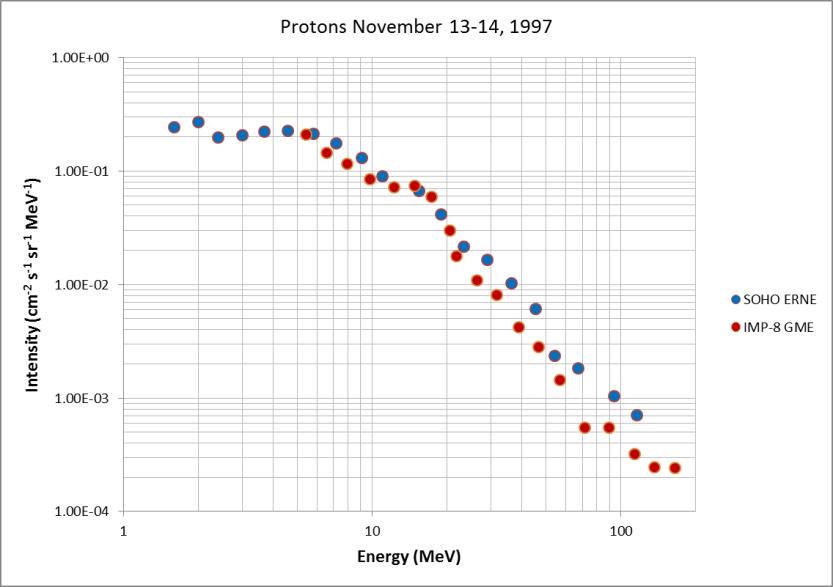 Protons November 13-14, 1997
1.00E+00
1.00E-01
1.00E-02
1.00E-03
1.00E-04
Intensity (cm⁻² s⁻¹ sr⁻¹ MeV⁻¹)
1 10 100
Energy (MeV)
SOHO ERNE
IMP-8 GME